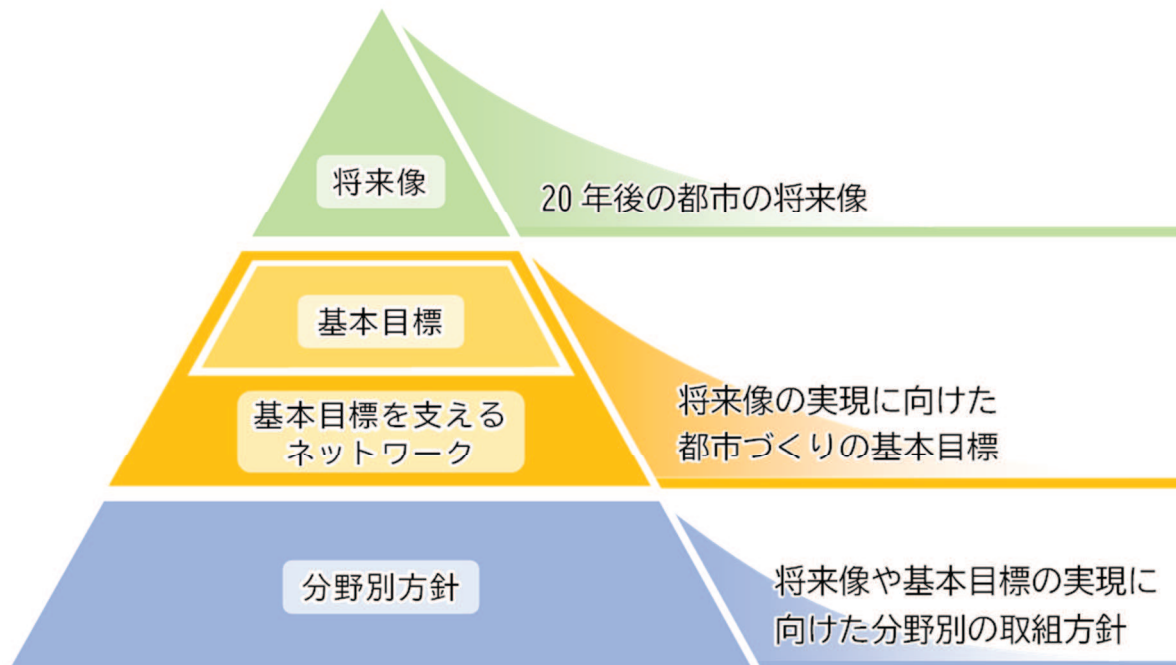 将来像
20年後の都市の将来像
基本目標
基本目標を支える
ネットワーク
将来像の実現に向けた
都市づくりの基本目標
分野別方針
将来像や基本目標の実現に
向けた分野別の取組方針